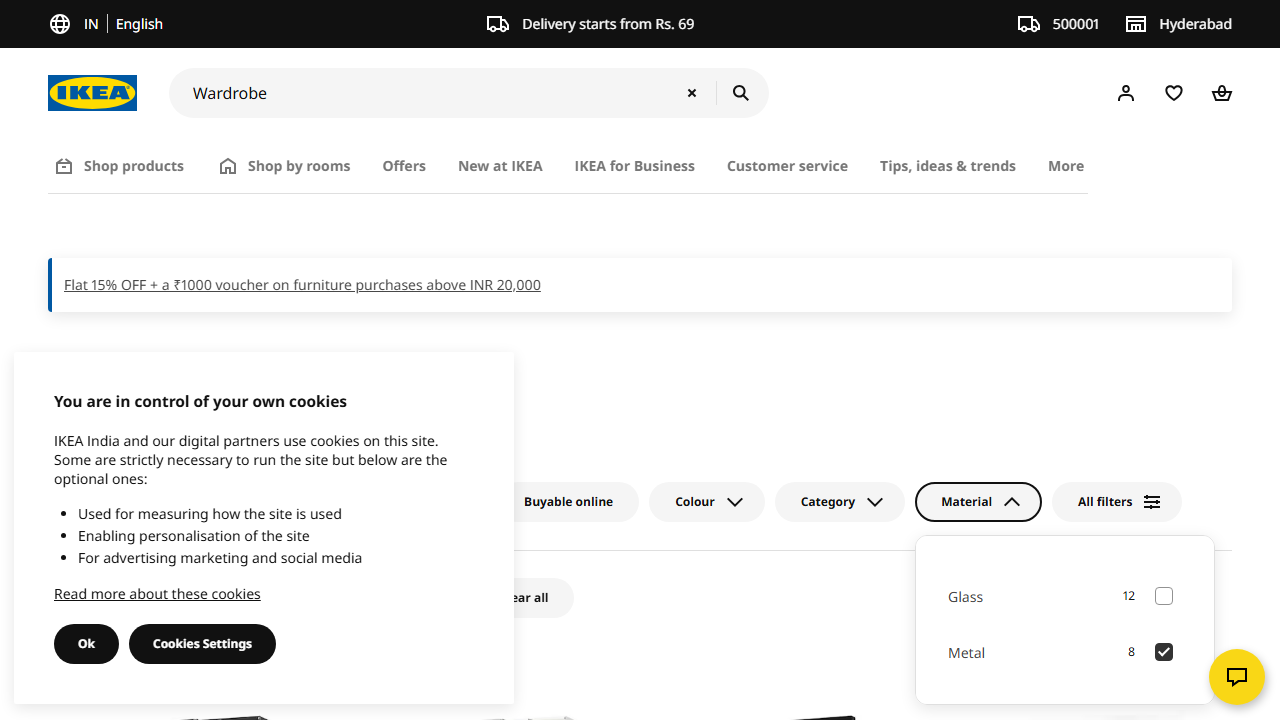 IN English
Delivery starts from Rs. 69
500001
Hyderabad
IKEA
Wardrobe
Shop products
Shop by rooms
Offers
New at IKEA
IKEA for Business
Customer service
Tips, ideas & trends
More
Flat 15% OFF + a ₹1000 voucher on furniture purchases above INR 20,000
You are in control of your own cookies
IKEA India and our digital partners use cookies on this site.
Some are strictly necessary to run the site but below are the
optional ones:
Used for measuring how the site is used
Enabling personalisation of the site
For advertising marketing and social media
Read more about these cookies
Ok
Cookies Settings
Buyable online
Colour
Category
Material
All filters
ear all
Glass 12
Metal 8